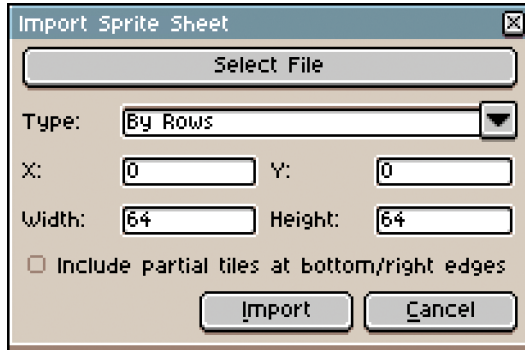 Import Sprite Sheet
Select File
Type: By Rows
X: 0 Y: 0
Width: 64 Height: 64
Include partial tiles at bottom/right edges
Import Cancel